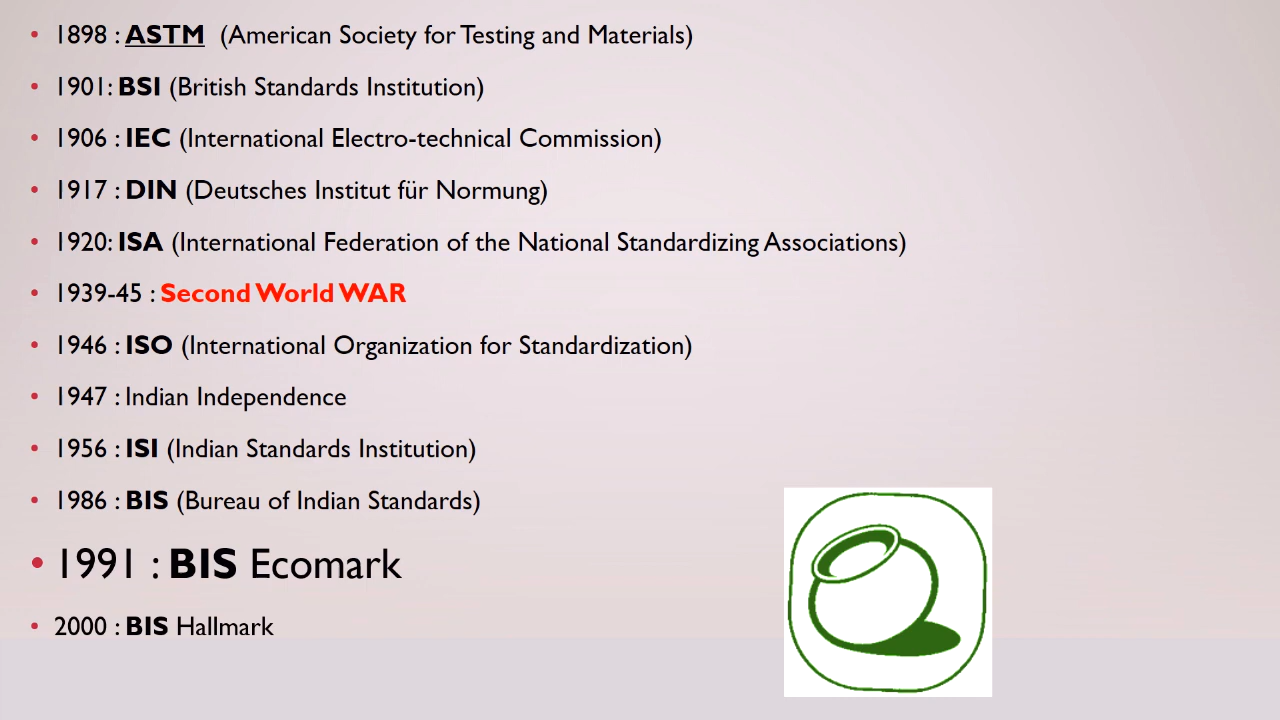 • 1898 : ASTM (American Society for Testing and Materials)
• 1901: BSI (British Standards Institution)
• 1906 : IEC (International Electro-technical Commission)
• 1917 : DIN (Deutsches Institut für Normung)
• 1920: ISA (International Federation of the National Standardizing Associations)
• 1939-45 : Second World WAR
• 1946 : ISO (International Organization for Standardization)
• 1947 : Indian Independence
• 1956 : ISI (Indian Standards Institution)
• 1986 : BIS (Bureau of Indian Standards)
• 1991 : BIS Ecomark
• 2000 : BIS Hallmark